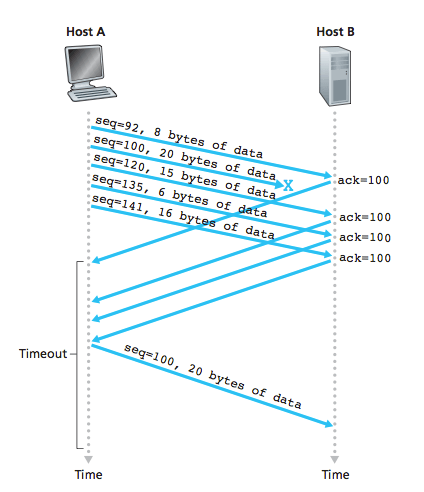 Host A
Host B
seq=92, 8 bytes of data
seq=100, 20 bytes of data
seq=120, 15 bytes of data
seq=135, 6 bytes of data
seq=141, 16 bytes of data
X
ack=100
ack=100
ack=100
ack=100
Timeout
seq=100, 20 bytes of data
Time
Time